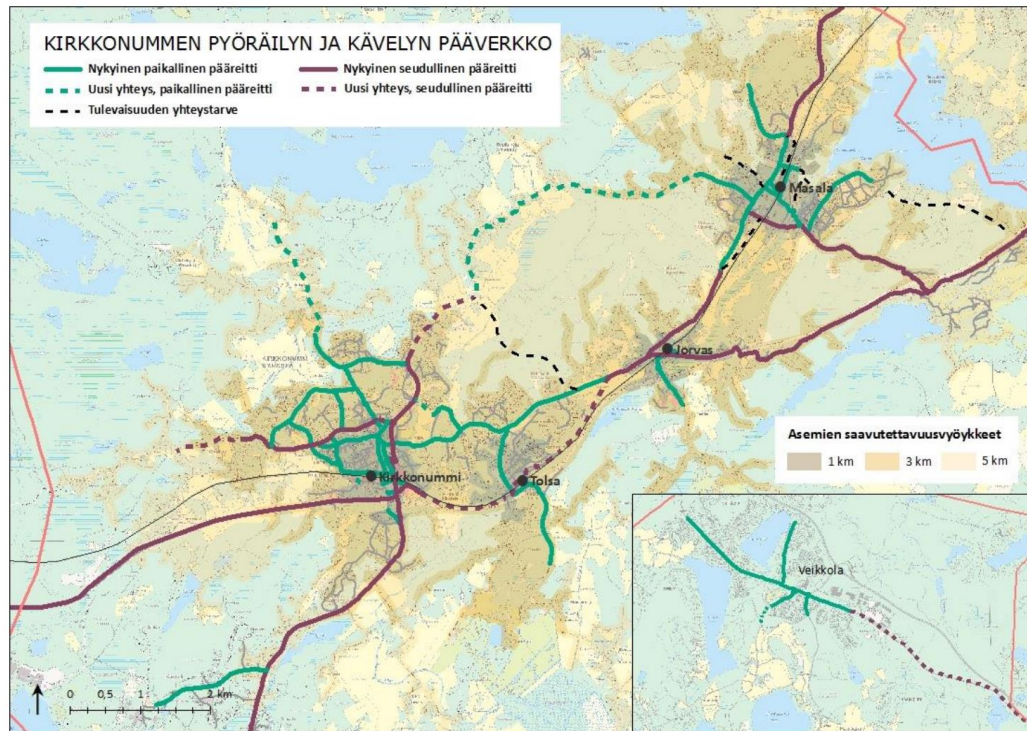 KIRKKONUMMEN PYÖRÄILYN JA KÄVELYN PÄÄVERKKO
Nykyinen paikallinen pääreitti
Nykyinen seudullinen pääreitti
Uusi yhteys, paikallinen pääreitti
Uusi yhteys, seudullinen pääreitti
Tulevaisuuden yhteystarve
Masala
Jorvas
Kirkkonummi
Tolsa
Asemien saavutettavuusvyöykkeet
1 km
3 km
5 km
Veikkola
0 0,5 1 2 km